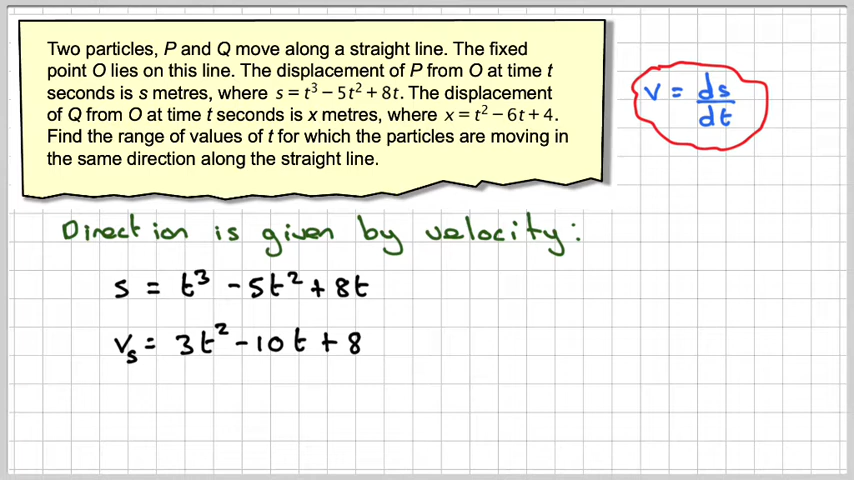 Two particles, P and Q move along a straight line. The fixed
point O lies on this line. The displacement of P from O at time t
seconds is s metres, where s = t³ − 5t² + 8t. The displacement
of Q from O at time t seconds is x metres, where x = t² − 6t + 4.
Find the range of values of t for which the particles are moving in
the same direction along the straight line.
v = ds/dt
Direction is given by velocity:
s = t³ - 5t² + 8t
vₛ = 3t² - 10t + 8